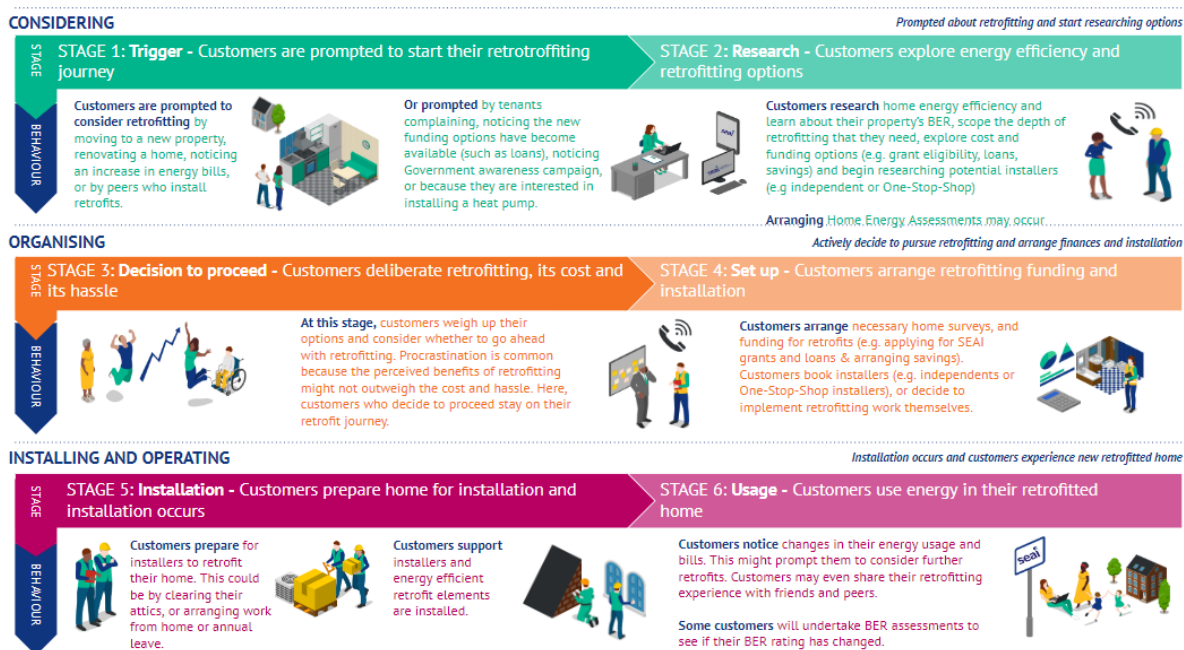 CONSIDERING
Prompted about retrofitting and start researching options
STAGE
STAGE 1: Trigger - Customers are prompted to start their retrotroffiting
journey
STAGE 2: Research - Customers explore energy efficiency and
retrofitting options
BEHAVIOUR
Customers are prompted to
consider retrofitting by
moving to a new property,
renovating a home, noticing
an increase in energy bills,
or by peers who install
retrofits.
Or prompted by tenants
complaining, noticing the new
funding options have become
available (such as loans), noticing
Government awareness campaign,
or because they are interested in
installing a heat pump.
seai
seai
Customers research home energy efficiency and
learn about their property's BER, scope the depth of
retrofitting that they need, explore cost and
funding options (e.g. grant eligibility, loans,
savings) and begin researching potential installers
(e.g independent or One-Stop-Shop)
Arranging Home Energy Assessments may occur
ORGANISING
Actively decide to pursue retrofitting and arrange finances and installation
STAGE
STAGE 3: Decision to proceed - Customers deliberate retrofitting, its cost and
its hassle
STAGE 4: Set up - Customers arrange retrofitting funding and
installation
BEHAVIOUR
At this stage, customers weigh up their
options and consider whether to go ahead
with retrofitting. Procrastination is common
because the perceived benefits of retrofitting
might not outweigh the cost and hassle. Here,
customers who decide to proceed stay on their
retrofit journey.
Customers arrange necessary home surveys, and
funding for retrofits (e.g. applying for SEAI
grants and loans & arranging savings).
Customers book installers (e.g. independents or
One-Stop-Shop installers), or decide to
implement retrofitting work themselves.
INSTALLING AND OPERATING
Installation occurs and customers experience new retrofitted home
STAGE
STAGE 5: Installation - Customers prepare home for installation and
installation occurs
STAGE 6: Usage - Customers use energy in their retrofitted
home
BEHAVIOUR
Customers prepare for
installers to retrofit
their home. This could
be by clearing their
attics, or arranging work
from home or annual
leave.
Customers support
installers and
energy efficient
retrofit elements
are installed.
Customers notice changes in their energy usage and
bills. This might prompt them to consider further
retrofits. Customers may even share their retrofitting
experience with friends and peers.
Some customers will undertake BER assessments to
see if their BER rating has changed.
seai